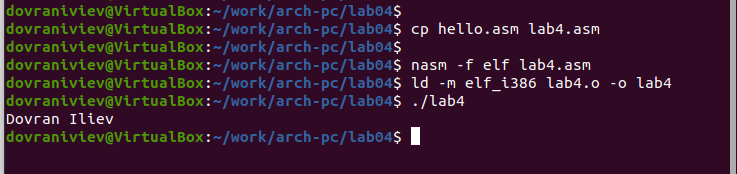 dovraniviev@VirtualBox:~/work/arch-pc/lab04$
dovraniviev@VirtualBox:~/work/arch-pc/lab04$ cp hello.asm lab4.asm
dovraniviev@VirtualBox:~/work/arch-pc/lab04$
dovraniviev@VirtualBox:~/work/arch-pc/lab04$ nasm -f elf lab4.asm
dovraniviev@VirtualBox:~/work/arch-pc/lab04$ ld -m elf_i386 lab4.o -o lab4
dovraniviev@VirtualBox:~/work/arch-pc/lab04$ ./lab4
Dovran Iliev
dovraniviev@VirtualBox:~/work/arch-pc/lab04$